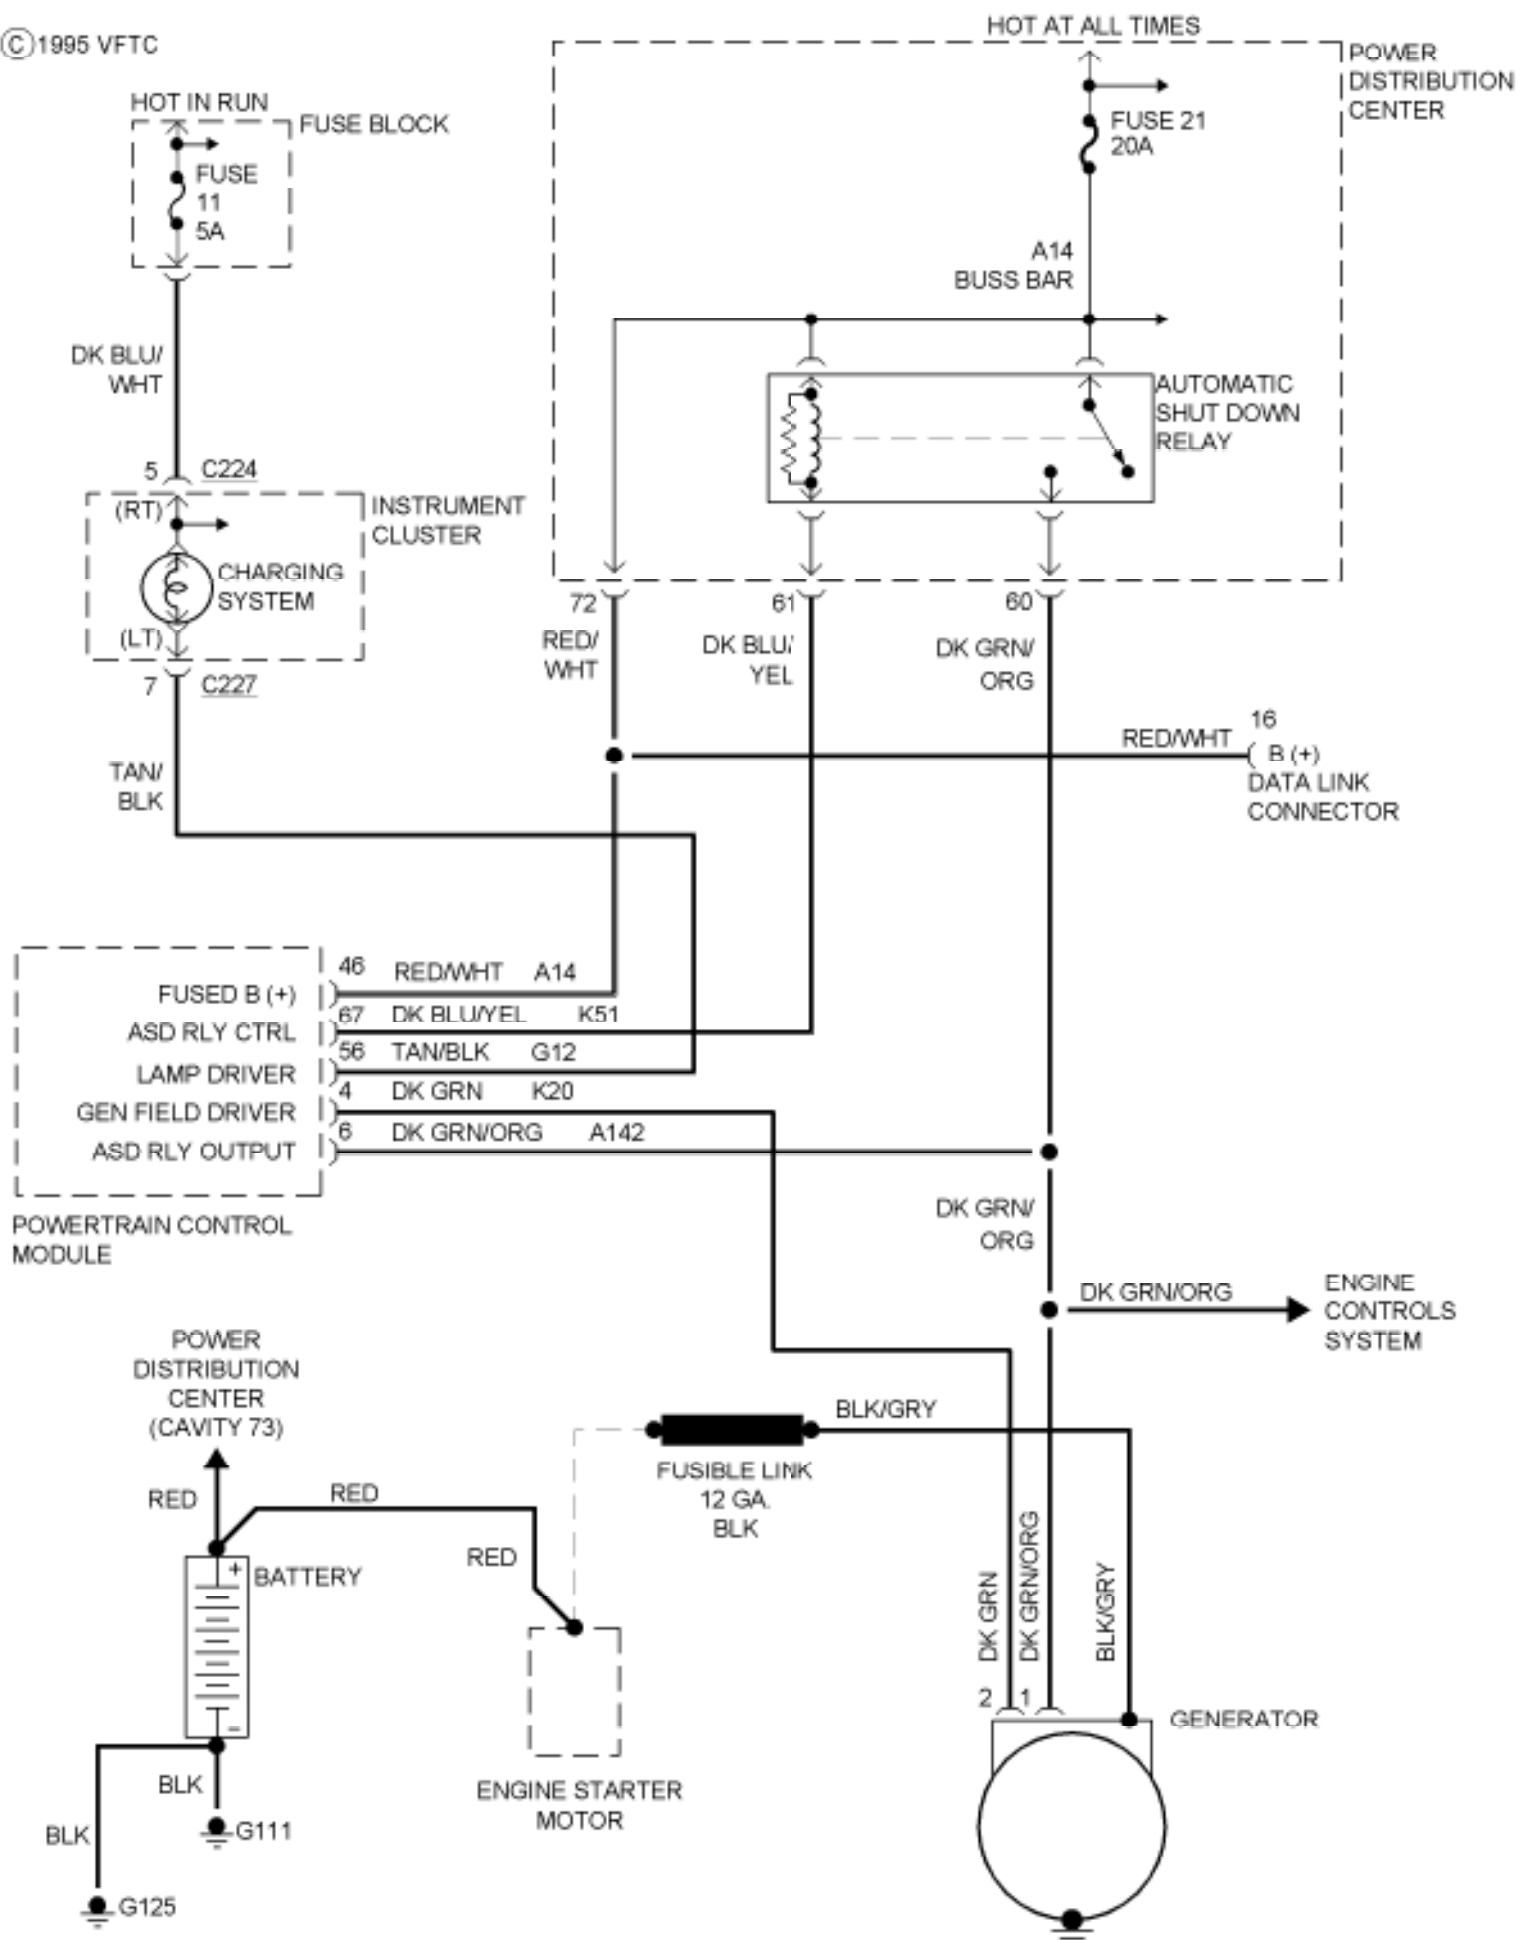 ©1995 VFTC
HOT AT ALL TIMES
POWER
DISTRIBUTION
CENTER
HOT IN RUN
FUSE BLOCK
FUSE
11
5A
FUSE 21
20A
A14
BUSS BAR
DK BLU/
WHT
AUTOMATIC
SHUT DOWN
RELAY
5
C224
(RT)
INSTRUMENT
CLUSTER
CHARGING
SYSTEM
(LT)
7
C227
72
61
60
RED/
WHT
DK BLU/
YEL
DK GRN/
ORG
16
RED/WHT
B (+)
DATA LINK
CONNECTOR
TAN/
BLK
46
RED/WHT A14
FUSED B (+)
67
DK BLU/YEL K51
ASD RLY CTRL
56
TAN/BLK G12
LAMP DRIVER
4
DK GRN K20
GEN FIELD DRIVER
6
DK GRN/ORG A142
ASD RLY OUTPUT
POWERTRAIN CONTROL
MODULE
DK GRN/
ORG
DK GRN/ORG
ENGINE
CONTROLS
SYSTEM
POWER
DISTRIBUTION
CENTER
(CAVITY 73)
BLK/GRY
FUSIBLE LINK
12 GA.
BLK
RED
RED
RED
+
BATTERY
−
DK GRN
DK GRN/ORG
BLK/GRY
2
1
GENERATOR
ENGINE STARTER
MOTOR
BLK
G111
BLK
G125